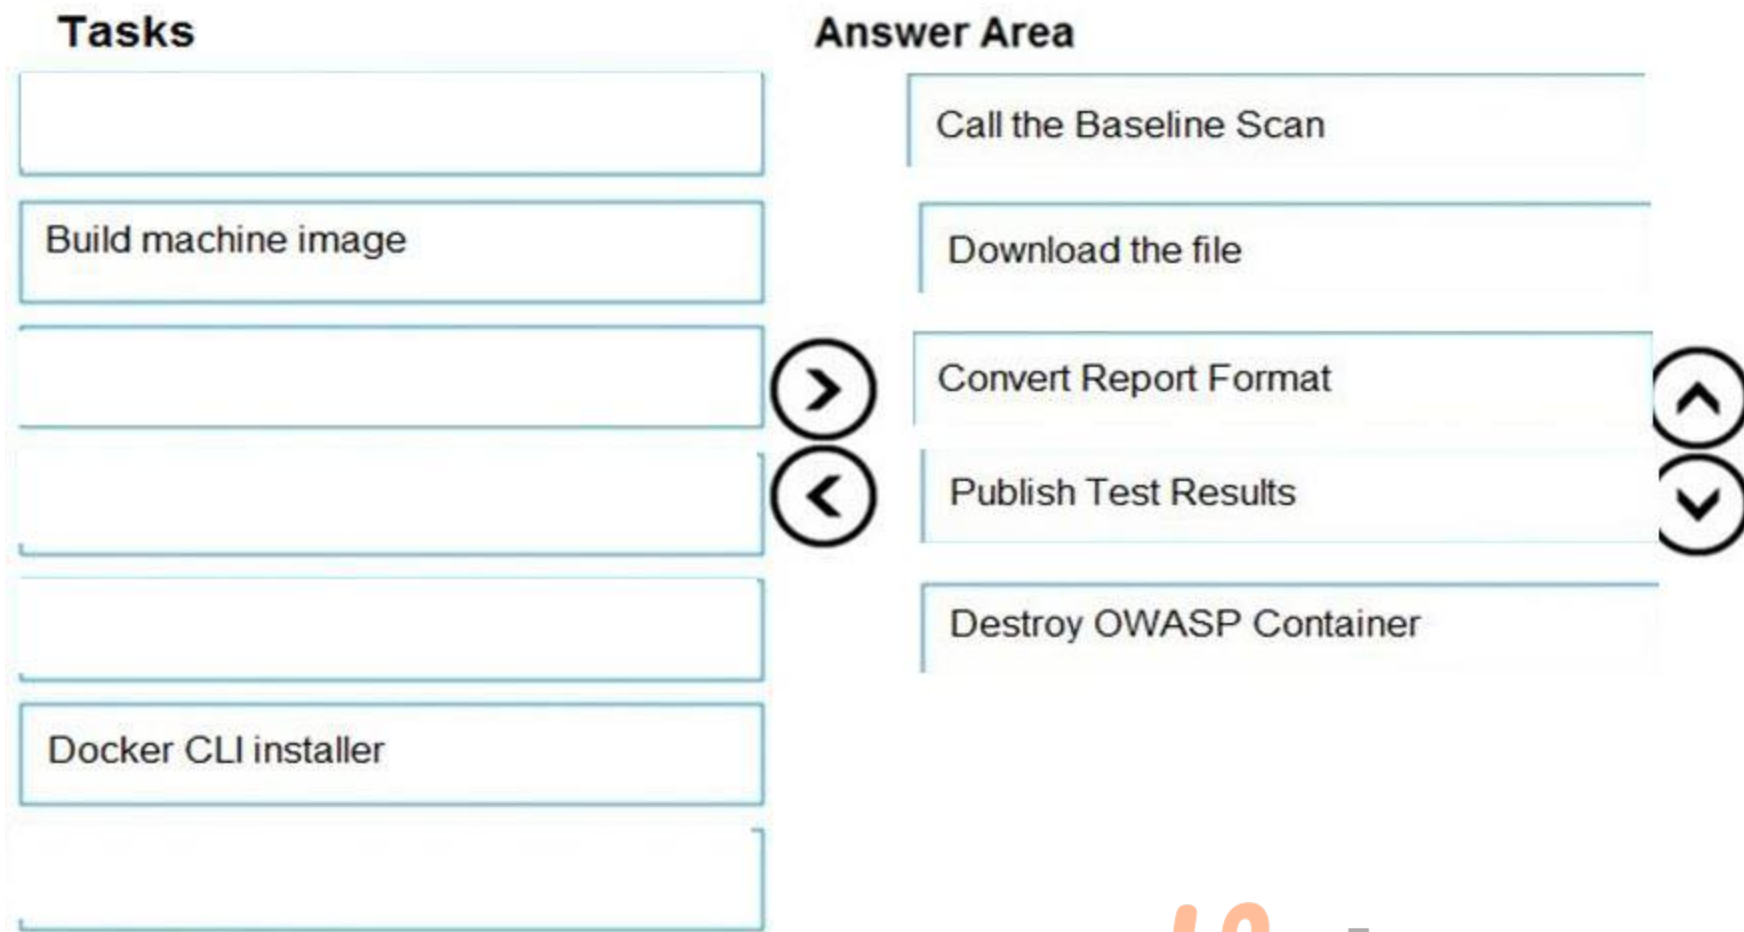 Tasks
Answer Area
Call the Baseline Scan
Build machine image
Download the file
Convert Report Format
Publish Test Results
Destroy OWASP Container
Docker CLI installer